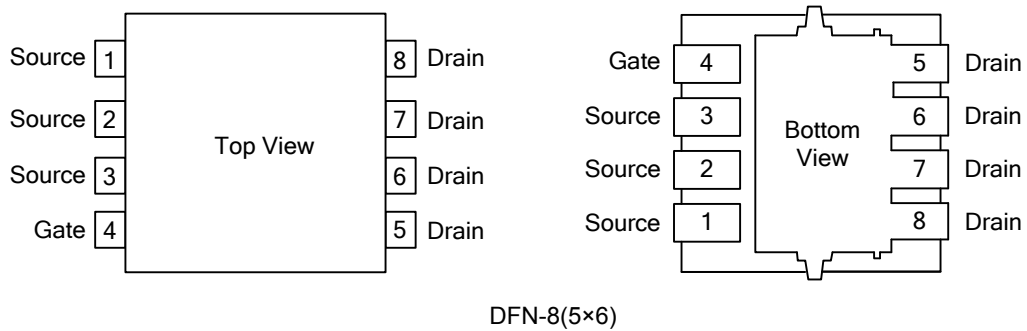 Source 1
8 Drain
Source 2
7 Drain
Top View
Source 3
6 Drain
Gate 4
5 Drain
Gate 4
5 Drain
Source 3
6 Drain
Bottom
View
Source 2
7 Drain
Source 1
8 Drain
DFN-8(5×6)